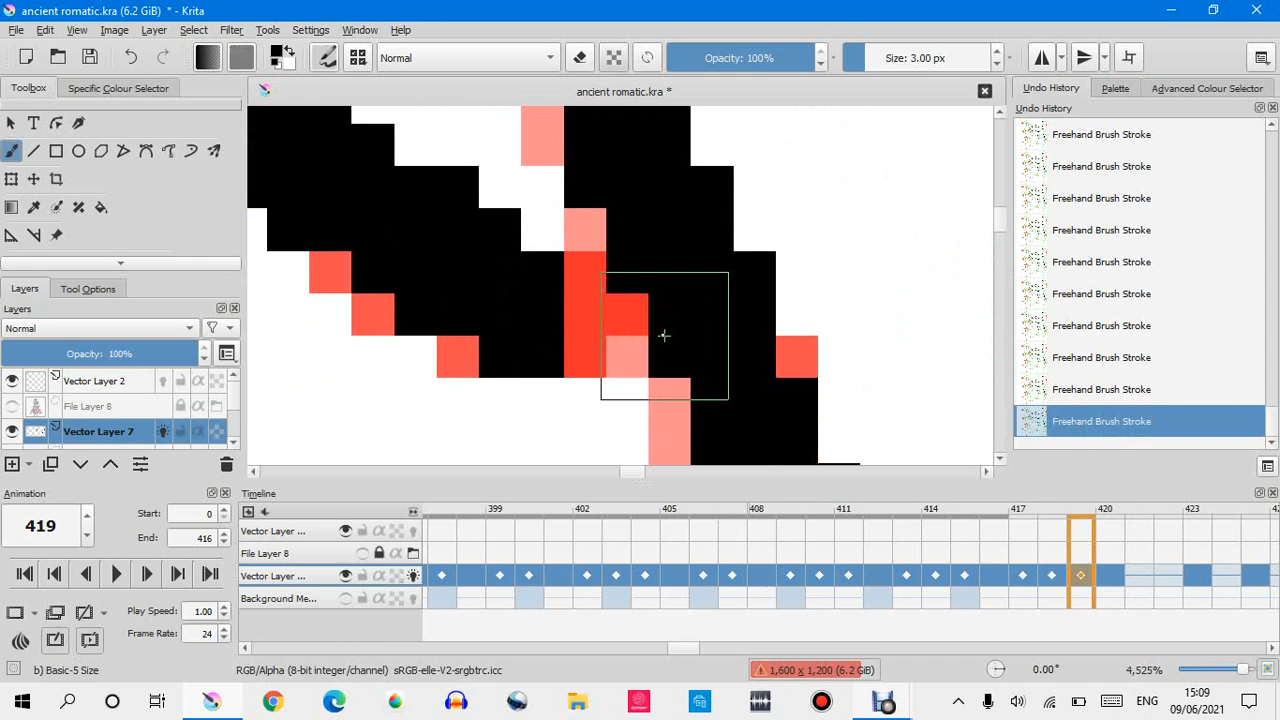 ancient romatic.kra (6.2 GiB) * - Krita
File Edit View Image Layer Select Filter Tools Settings Window Help
Normal Opacity: 100% Size: 3.00 px
Toolbox Specific Colour Selector
ancient romatic.kra *
Undo History Palette Advanced Colour Selector
Undo History
Freehand Brush Stroke
Freehand Brush Stroke
Freehand Brush Stroke
Freehand Brush Stroke
Freehand Brush Stroke
Freehand Brush Stroke
Freehand Brush Stroke
Freehand Brush Stroke
Freehand Brush Stroke
Freehand Brush Stroke
Layers Tool Options
Layers
Normal
Opacity: 100%
Vector Layer 2
File Layer 8
Vector Layer 7
Animation
419
Start: 0
End: 416
Play Speed: 1.00
Frame Rate: 24
Timeline
399 402 405 408 411 414 417 420 423 42
Vector Layer ...
File Layer 8
Vector Layer ...
Background Me...
b) Basic-5 Size
RGB/Alpha (8-bit integer/channel) sRGB-elle-V2-srgbtrc.icc
1,600 x 1,200 (6.2 GiB)
0.00°
4,525%
ENG
15:09
09/06/2021